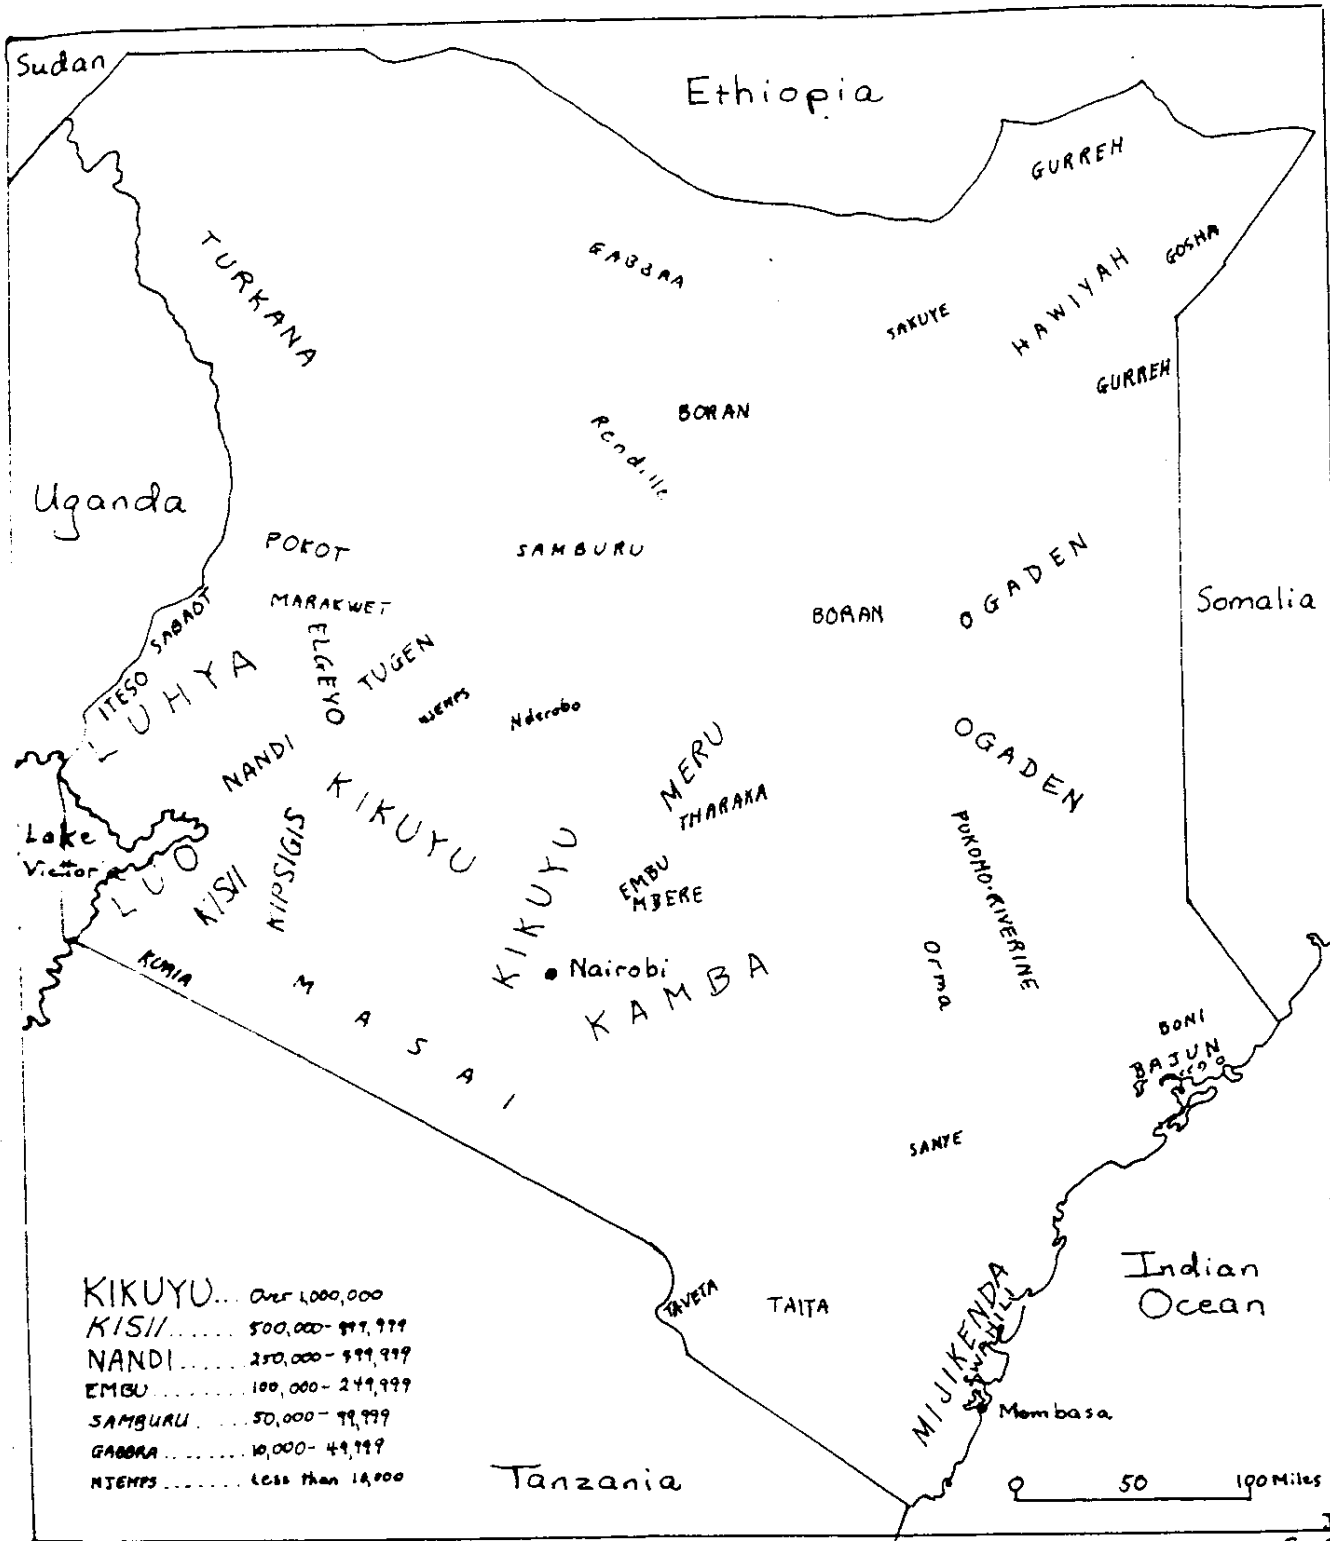 Sudan
Ethiopia
GURREH
TURKANA
GABBRA
GOSHA
HAWIYAH
SAKUYE
GURREH
BORAN
Rendille
Uganda
POKOT
SAMBURU
OGADEN
Somalia
SABAOT
MARAKWET
BORAN
ELGEYO
TUGEN
ITESO
LUHYA
NJEMPS
Nderobo
OGADEN
NANDI
MERU
KIKUYU
THARAKA
Lake
Victoria
LUO
KISII
KIPSIGIS
KIKUYU
EMBU
MBERE
POKOMO-RIVERINE
KURIA
MASAI
Nairobi
KAMBA
Orma
BONI
BAJUN
SANYE
Indian
Ocean
TAVETA
TAITA
MIJIKENDA
SWAHILI
Mombasa
KIKUYU... Over 1,000,000
KISII...... 500,000-999,999
NANDI...... 250,000-499,999
EMBU........ 100,000-249,999
SAMBURU.... 50,000-99,999
GABBRA........ 10,000-49,999
NJEMPS........ Less than 10,000
Tanzania
0 50 100 Miles